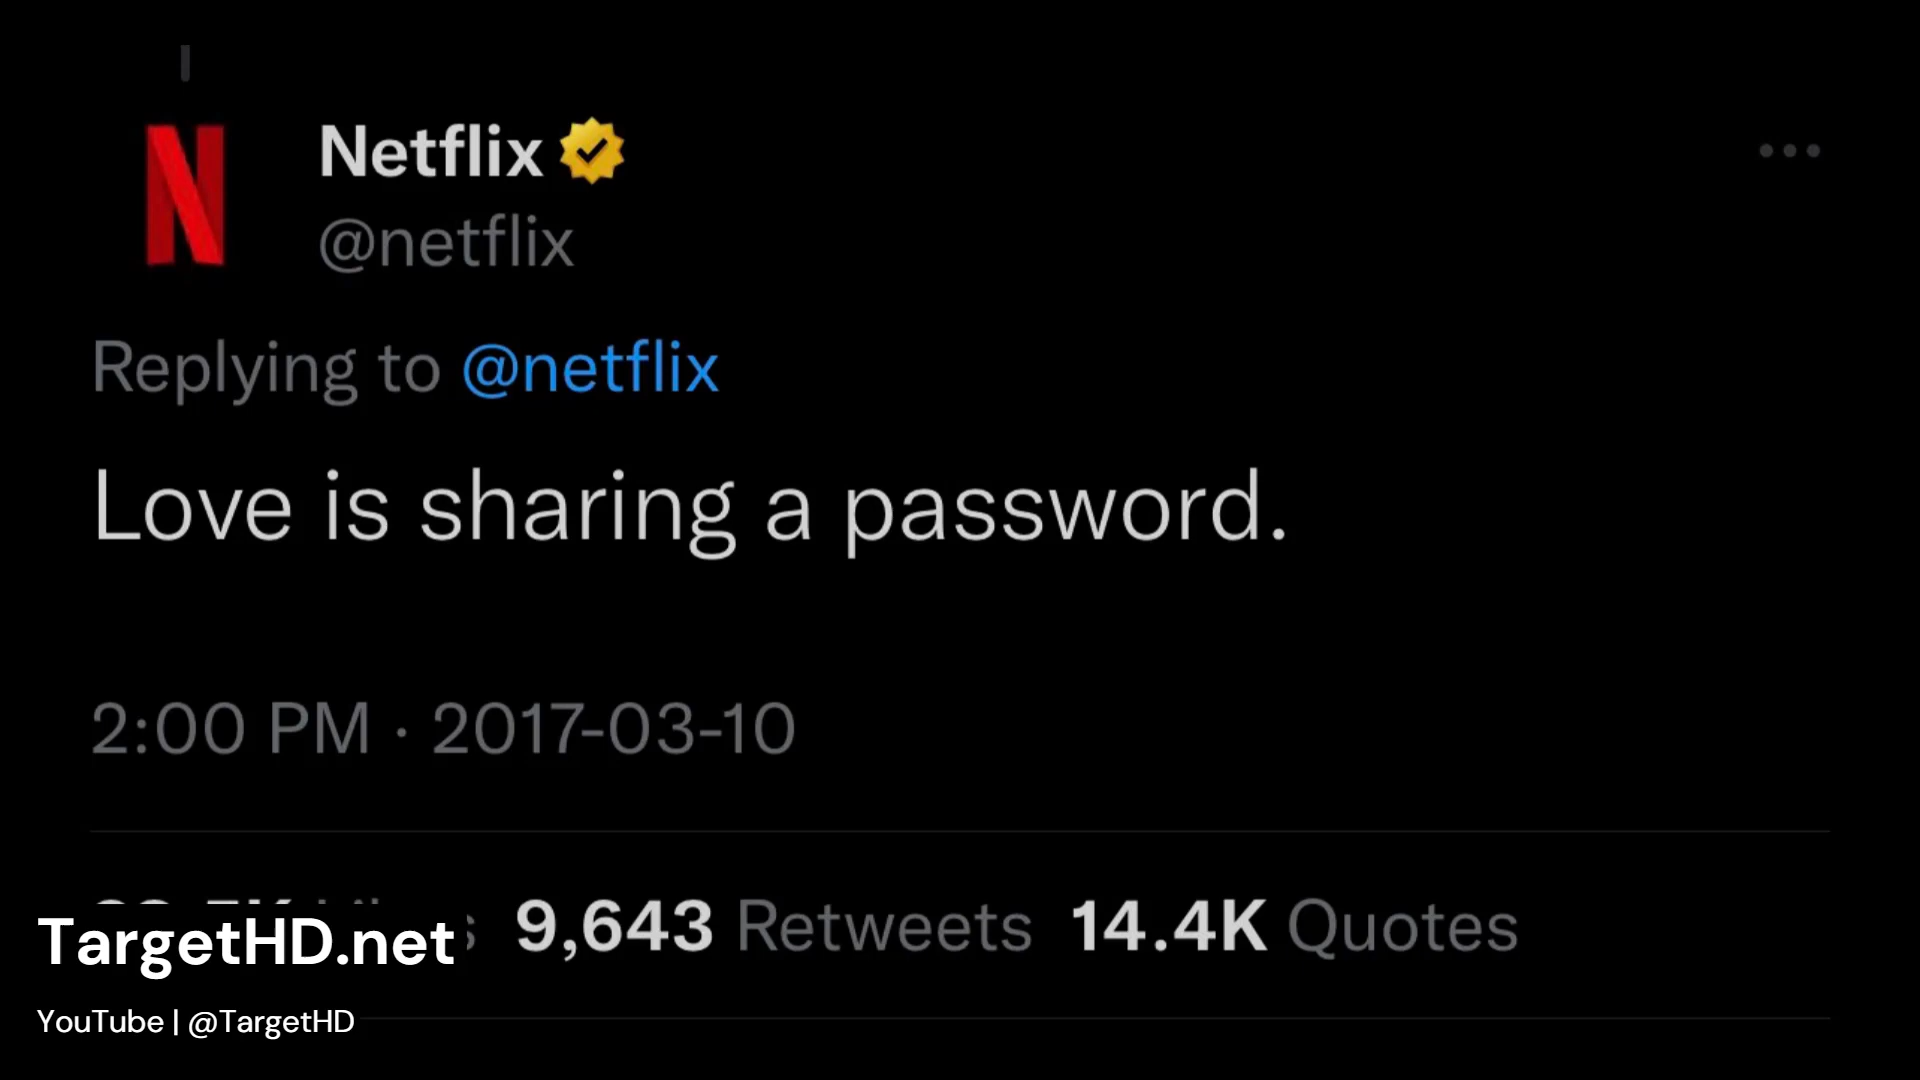 Netflix
@netflix
Replying to @netflix
Love is sharing a password.
2:00 PM · 2017-03-10
9,643 Retweets 14.4K Quotes
TargetHD.net
YouTube | @TargetHD